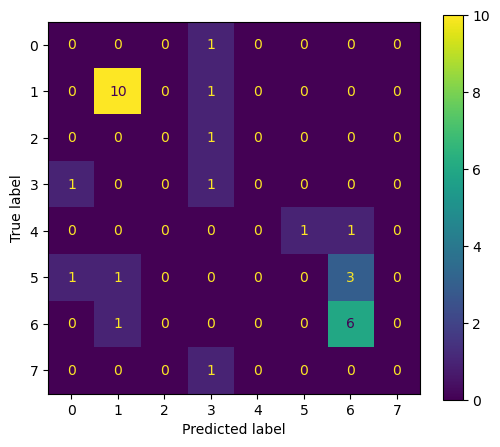 10
0 0 0 0 1 0 0 0 0
1 0 10 0 1 0 0 0 0
8
2 0 0 0 1 0 0 0 0
3 1 0 0 1 0 0 0 0
6
True label
4 0 0 0 0 0 1 1 0
4
5 1 1 0 0 0 0 3 0
2
6 0 1 0 0 0 0 6 0
7 0 0 0 1 0 0 0 0
0
0 1 2 3 4 5 6 7
Predicted label